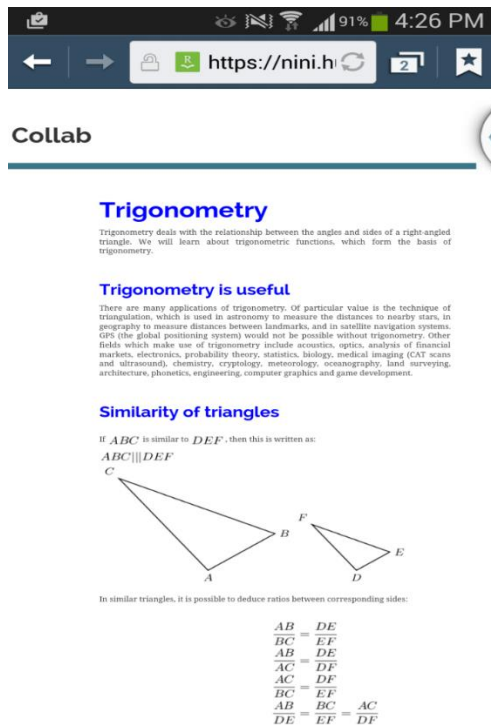 91% 4:26 PM
https://nini.h
2
Collab
Trigonometry
Trigonometry deals with the relationship between the angles and sides of a right-angled
triangle. We will learn about trigonometric functions, which form the basis of
trigonometry.
Trigonometry is useful
There are many applications of trigonometry. Of particular value is the technique of
triangulation, which is used in astronomy to measure the distances to nearby stars, in
geography to measure distances between landmarks, and in satellite navigation systems.
GPS (the global positioning system) would not be possible without trigonometry. Other
fields which make use of trigonometry include acoustics, optics, analysis of financial
markets, electronics, probability theory, statistics, biology, medical imaging (CAT scans
and ultrasound), chemistry, cryptology, meteorology, oceanography, land surveying,
architecture, phonetics, engineering, computer graphics and game development.
Similarity of triangles
If ABC is similar to DEF, then this is written as:
ABC|||DEF
C
B
A
F
E
D
In similar triangles, it is possible to deduce ratios between corresponding sides:
AB/BC = DE/EF
AB/AC = DE/DF
AC/BC = DF/EF
AB/DE = BC/EF = AC/DF